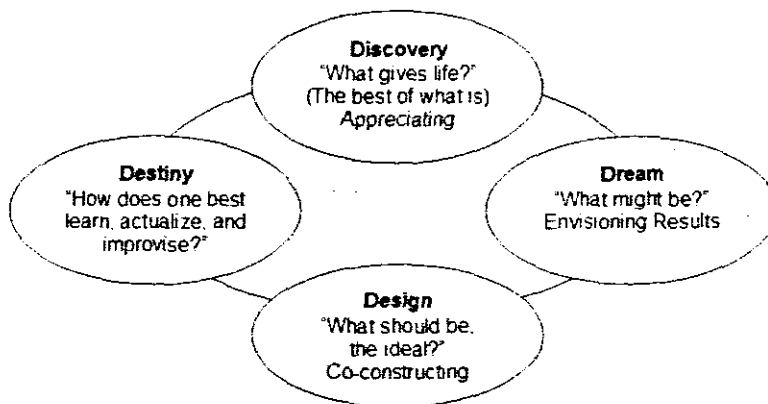 Discovery
"What gives life?"
(The best of what is)
Appreciating
Destiny
"How does one best
learn, actualize, and
improvise?"
Dream
"What might be?"
Envisioning Results
Design
"What should be,
the ideal?"
Co-constructing